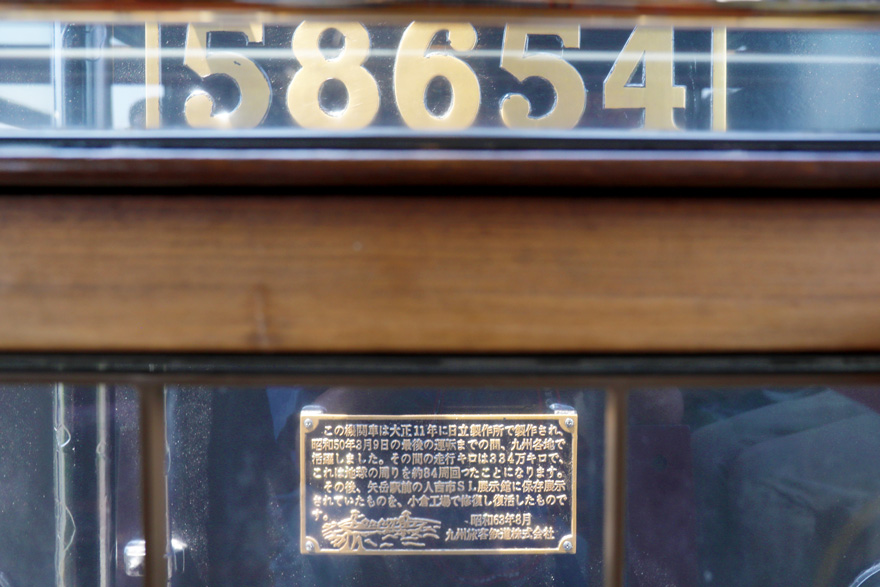 58654
この機関車は大正11年に日立製作所で製作され、
昭和50年3月9日の最後の運転までの間、九州各地で
活躍しました。その間の走行キロは334万キロで、
これは地球の周りを約84周回つたことになります。
その後、矢岳駅前の人吉市SL展示館に保存展示
されていたものを、小倉工場で修復し復活したもので
す。
昭和63年8月
九州旅客鉄道株式会社